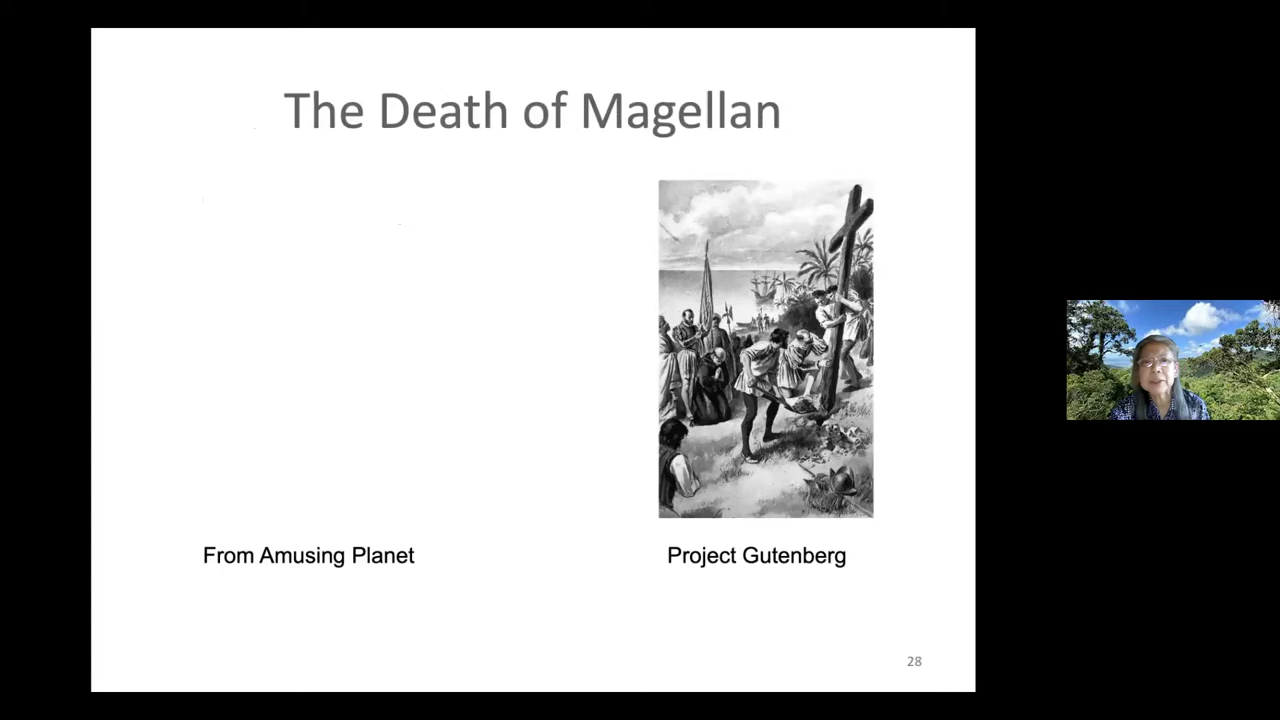 The Death of Magellan
From Amusing Planet
Project Gutenberg
28